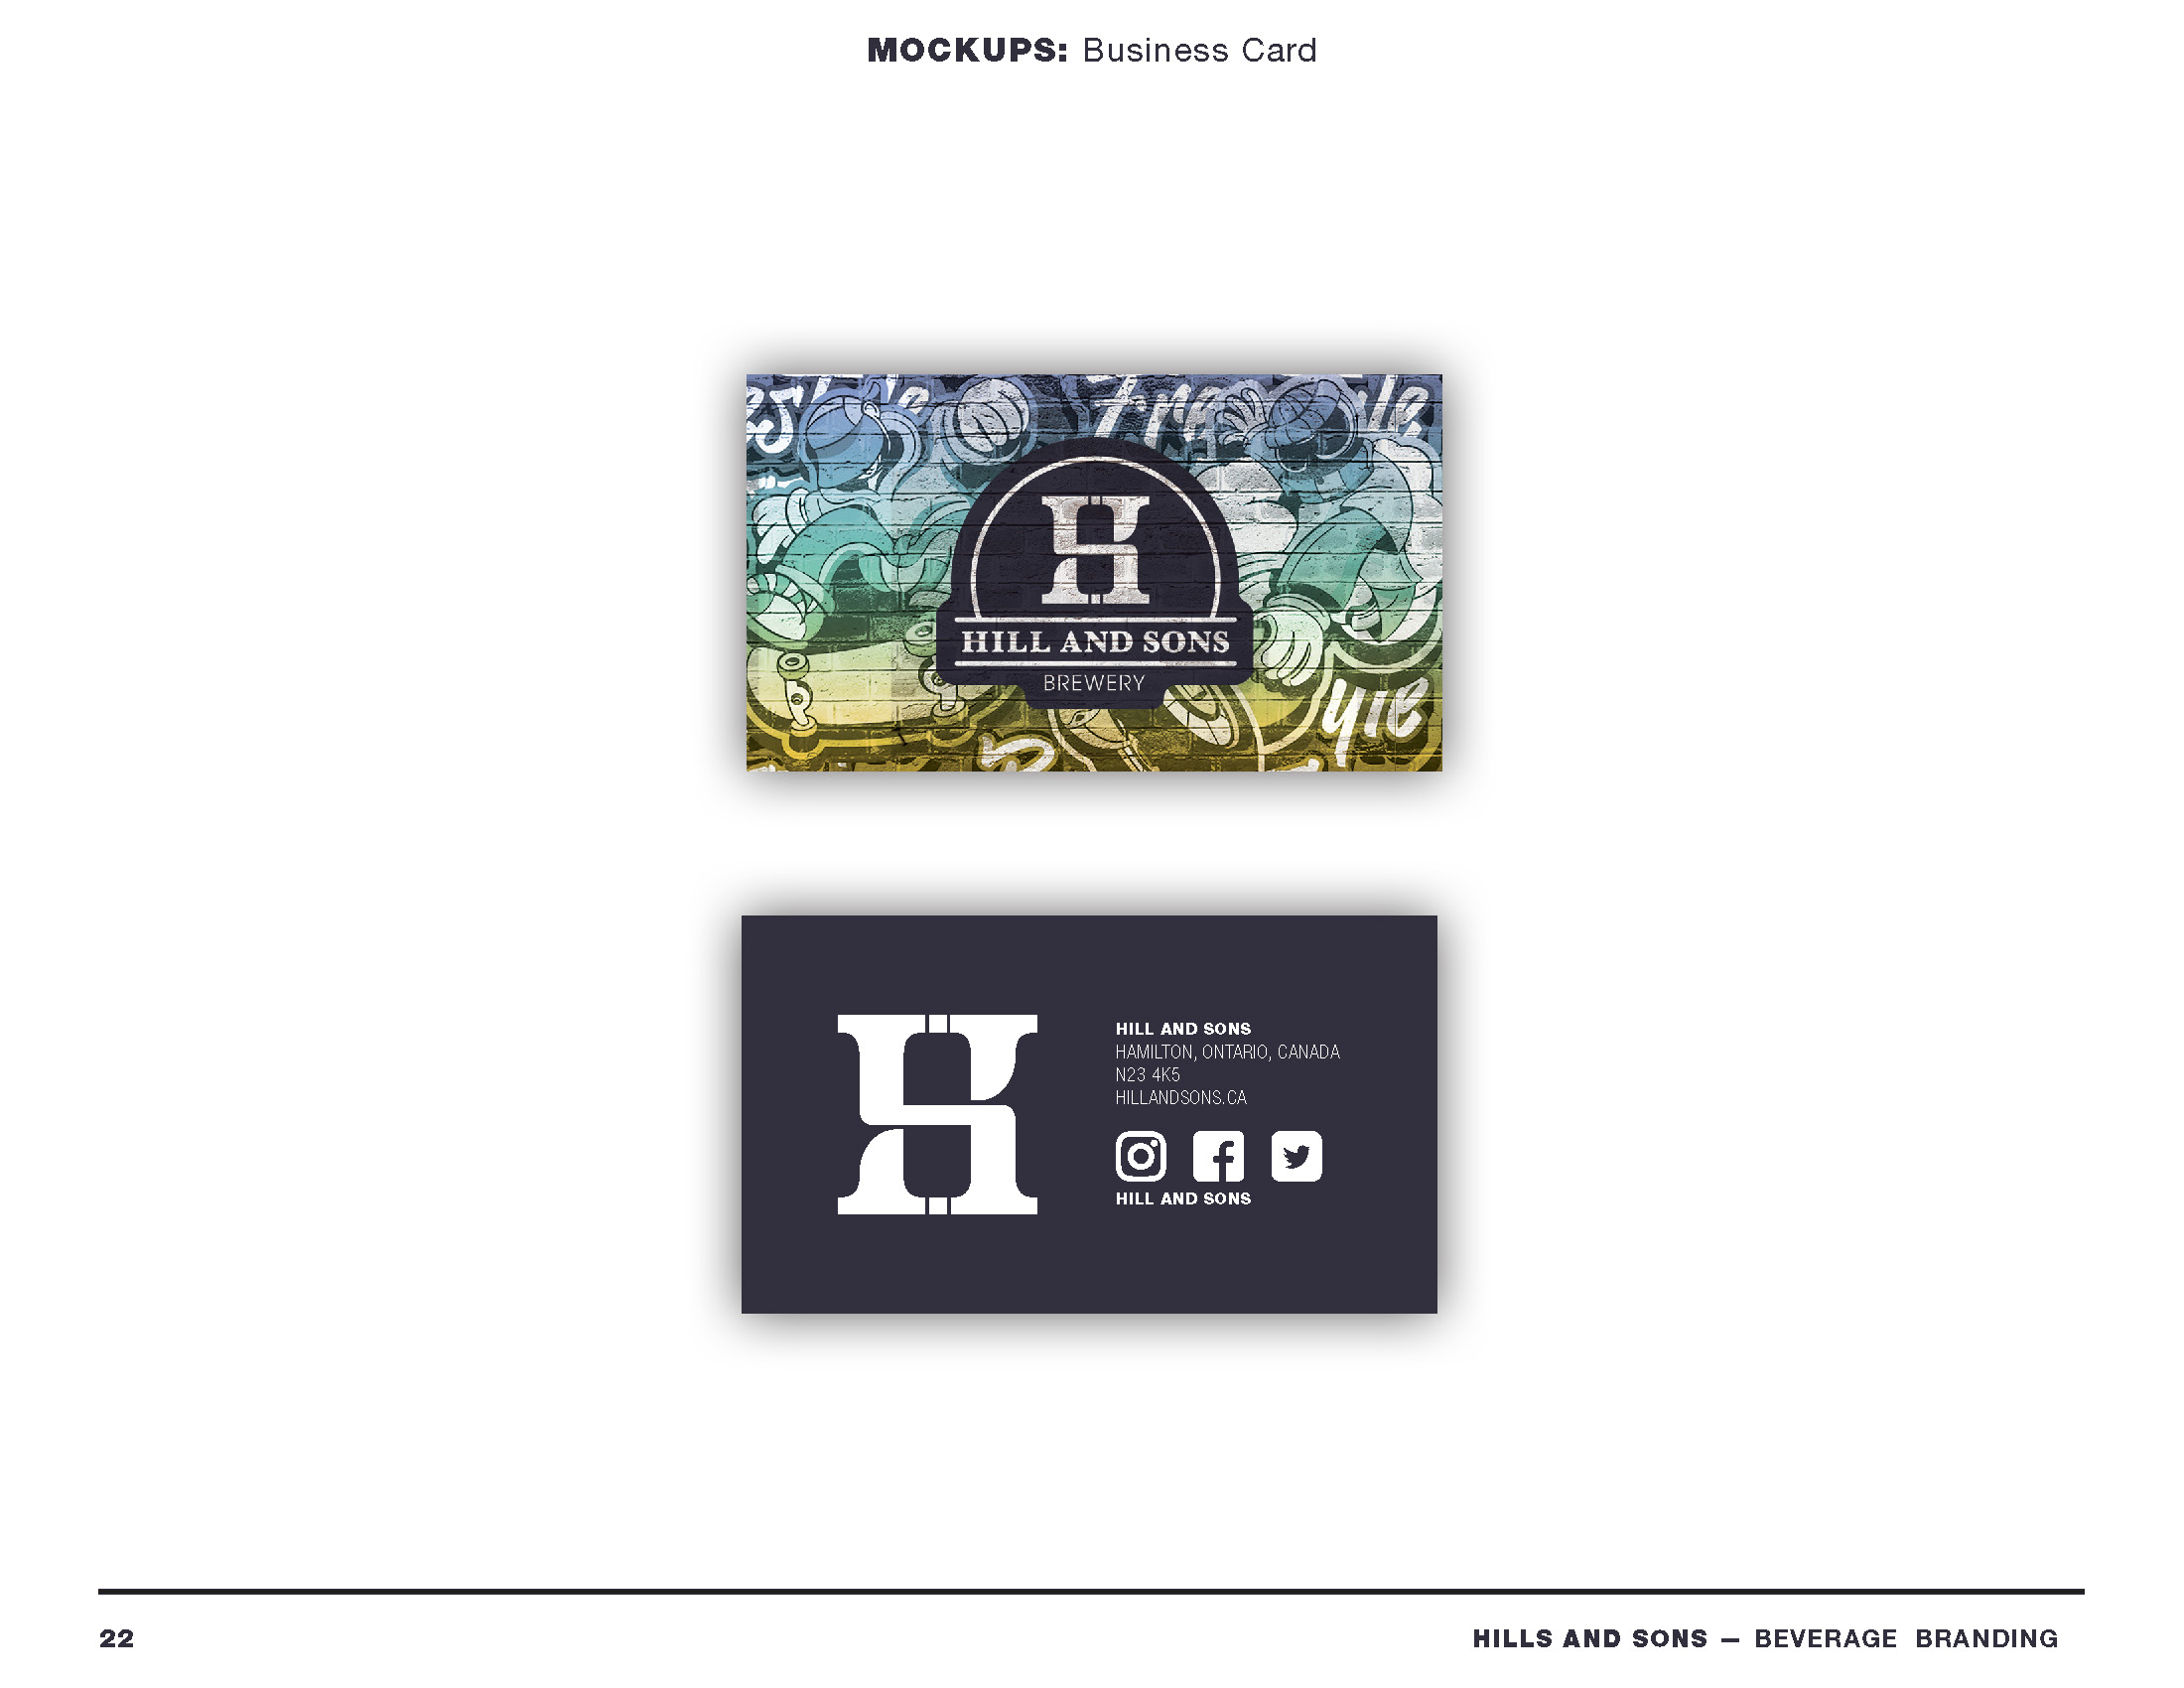 MOCKUPS: Business Card
HILL AND SONS
BREWERY
yle
HILL AND SONS
HAMILTON, ONTARIO, CANADA
N23 4K5
HILLANDSONS.CA
HILL AND SONS
22
HILLS AND SONS — BEVERAGE BRANDING